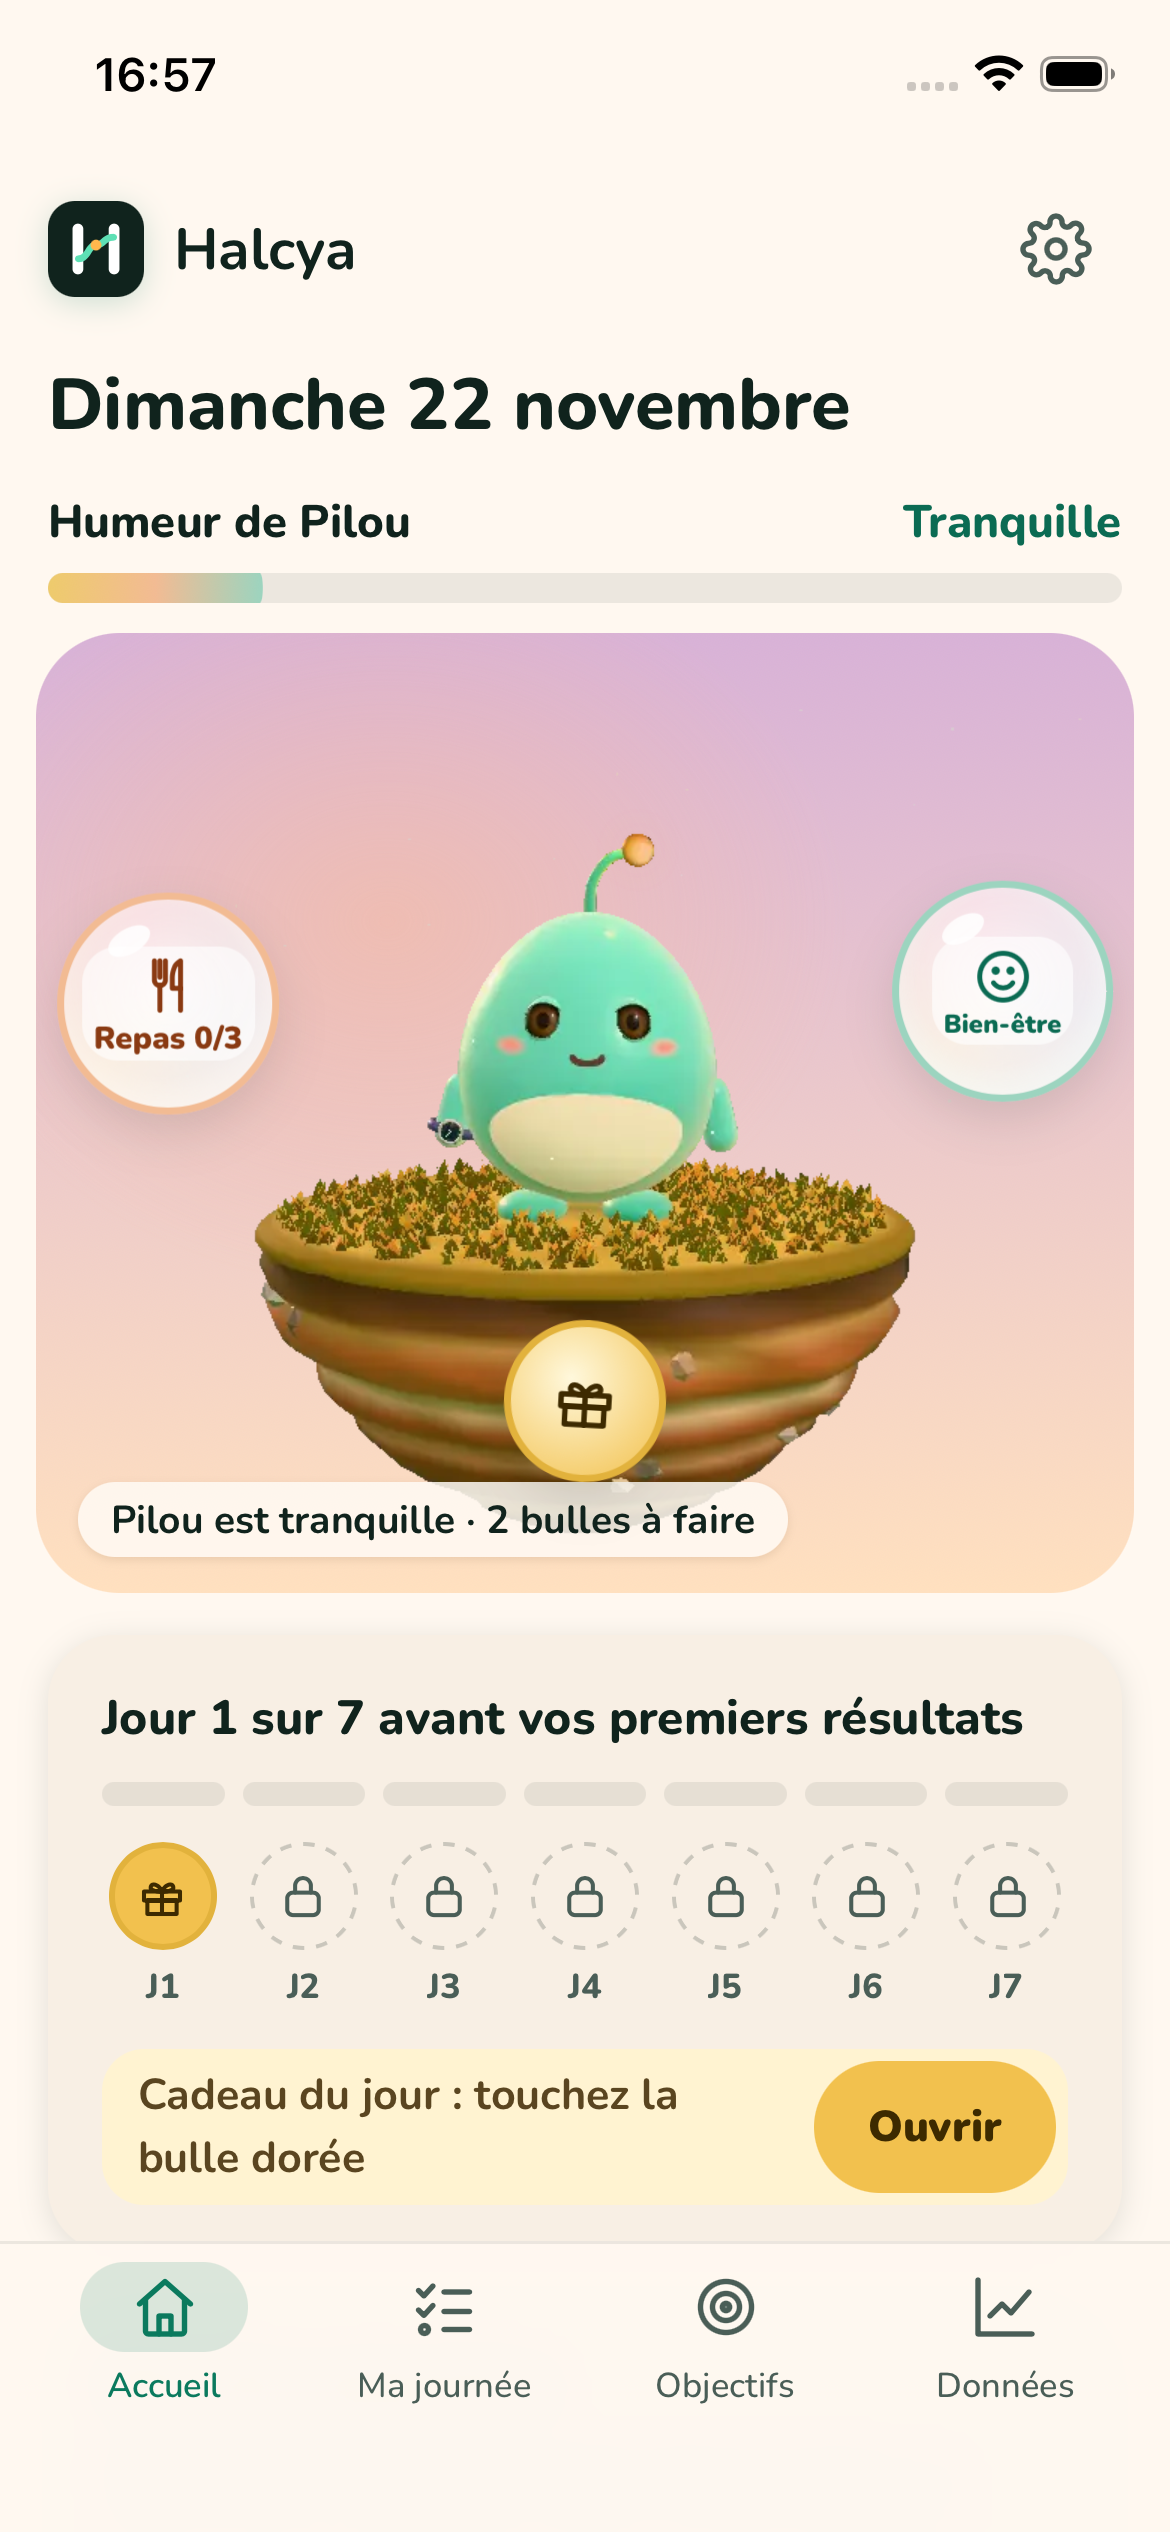 16:57
Halcya
Dimanche 22 novembre
Humeur de Pilou
Tranquille
Repas 0/3
Bien-être
Pilou est tranquille · 2 bulles à faire
Jour 1 sur 7 avant vos premiers résultats
J1
J2
J3
J4
J5
J6
J7
Cadeau du jour : touchez la
bulle dorée
Ouvrir
Accueil
Ma journée
Objectifs
Données